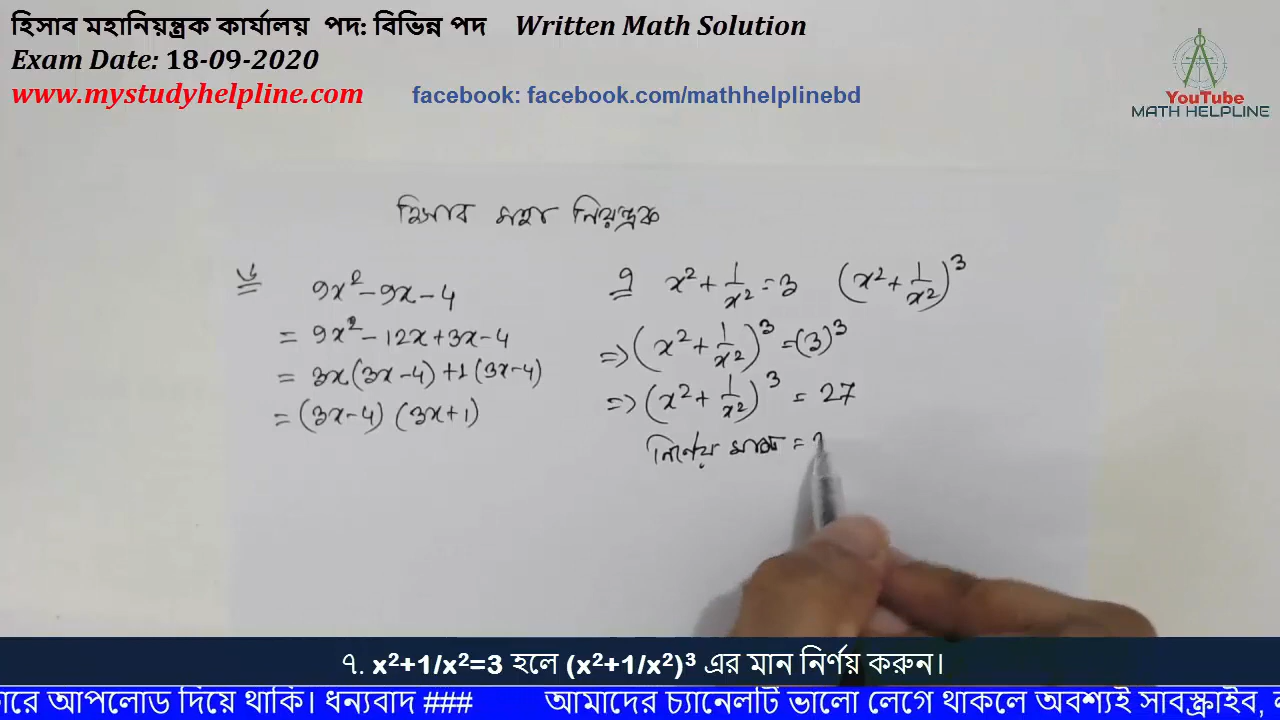 হিসাব মহানিয়ন্ত্রক কার্যালয় পদ: বিভিন্ন পদ Written Math Solution
Exam Date: 18-09-2020
www.mystudyhelpline.com facebook: facebook.com/mathhelplinebd
YouTube
MATH HELPLINE
হিসাব মহা নিয়ন্ত্রক
৬ 9x² - 9x - 4
= 9x² - 12x + 3x - 4
= 3x(3x-4) + 1(3x-4)
= (3x-4) (3x+1)
৭ x² + 1/x² = 3 (x² + 1/x²)³
=> (x² + 1/x²)³ = (3)³
=> (x² + 1/x²)³ = 27
নির্ণেয় মান =
৭. x²+1/x²=3 হলে (x²+1/x²)³ এর মান নির্ণয় করুন।
আপলোড দিয়ে থাকি। ধন্যবাদ ### আমাদের চ্যানেলটি ভালো লেগে থাকলে অবশ্যই সাবস্ক্রাইব,